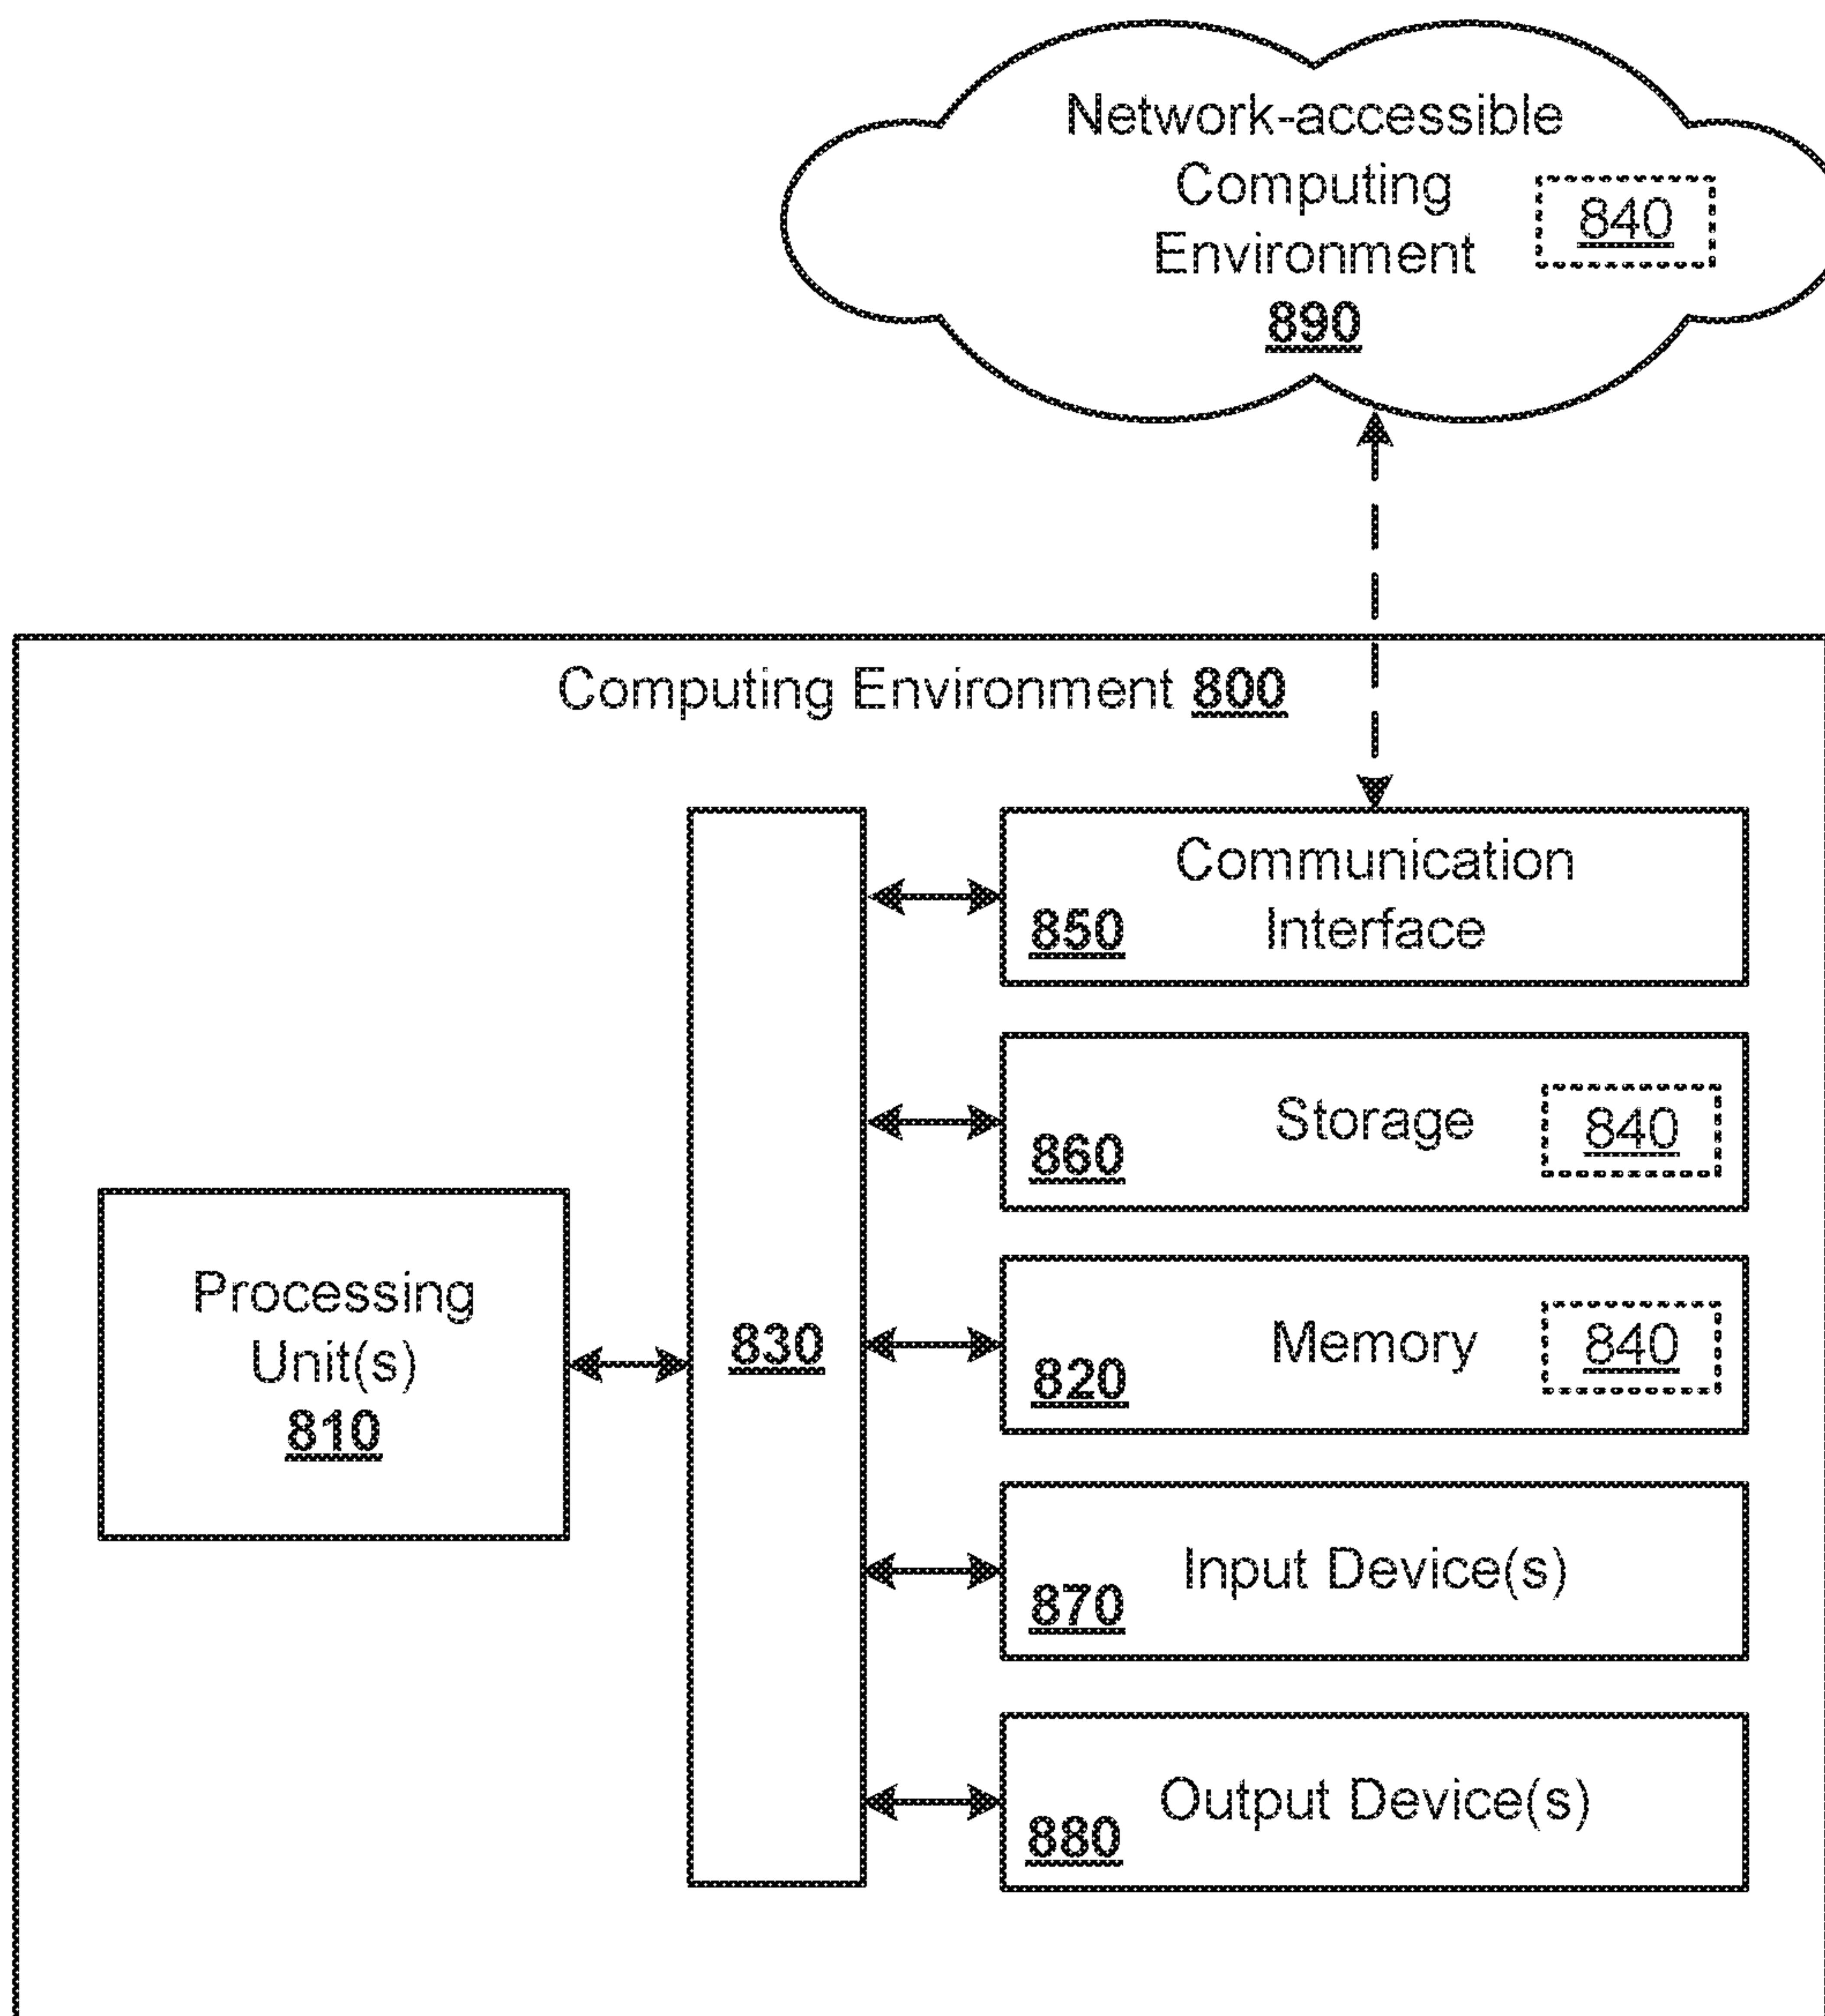 Network-accessible
Computing
840
Environment
890
Computing Environment 800
Communication
850 Interface
Storage 840
860
Processing
Unit(s)
810
830
Memory 840
820
Input Device(s)
870
Output Device(s)
880